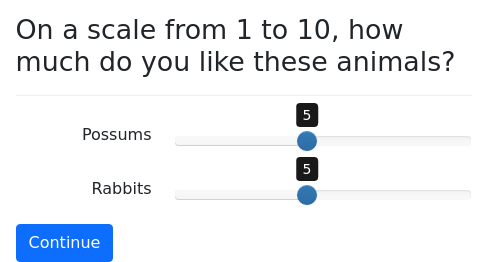 On a scale from 1 to 10, how
much do you like these animals?
5
Possums
5
Rabbits
Continue